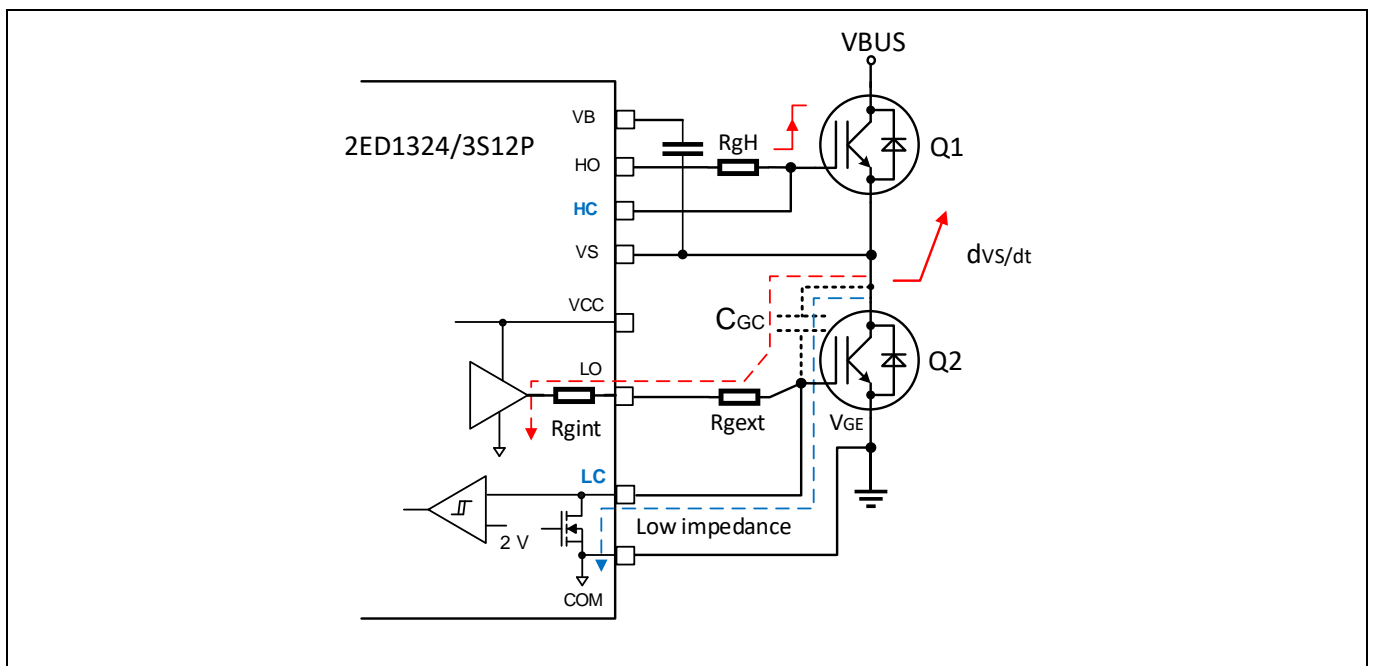 VBUS
VB
2ED1324/3S12P
RgH
HO
Q1
HC
VS
dVS/dt
VCC
CGC
LO
Q2
Rgint
Rgext
VGE
LC
Low impedance
2 V
COM